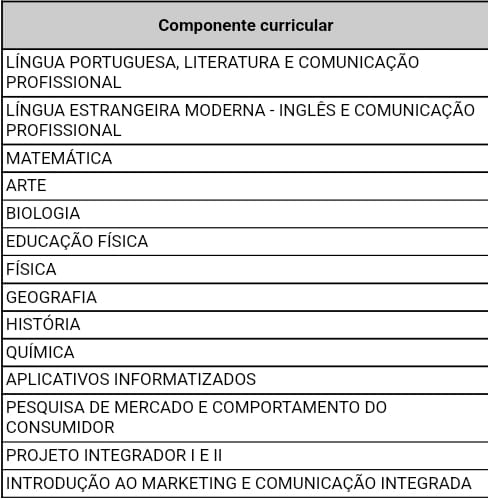 Componente curricular
LÍNGUA PORTUGUESA, LITERATURA E COMUNICAÇÃO
PROFISSIONAL
LÍNGUA ESTRANGEIRA MODERNA - INGLÊS E COMUNICAÇÃO
PROFISSIONAL
MATEMÁTICA
ARTE
BIOLOGIA
EDUCAÇÃO FÍSICA
FÍSICA
GEOGRAFIA
HISTÓRIA
QUÍMICA
APLICATIVOS INFORMATIZADOS
PESQUISA DE MERCADO E COMPORTAMENTO DO
CONSUMIDOR
PROJETO INTEGRADOR I E II
INTRODUÇÃO AO MARKETING E COMUNICAÇÃO INTEGRADA